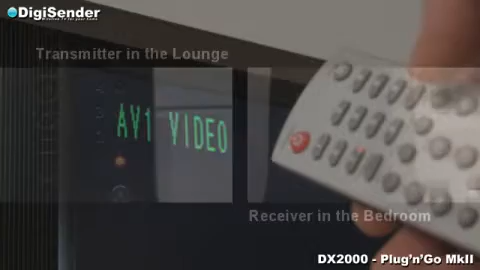 DigiSender
Transmitter in the Lounge
AV1 VIDEO
Receiver in the Bedroom
DX2000 - Plug'n'Go MkII